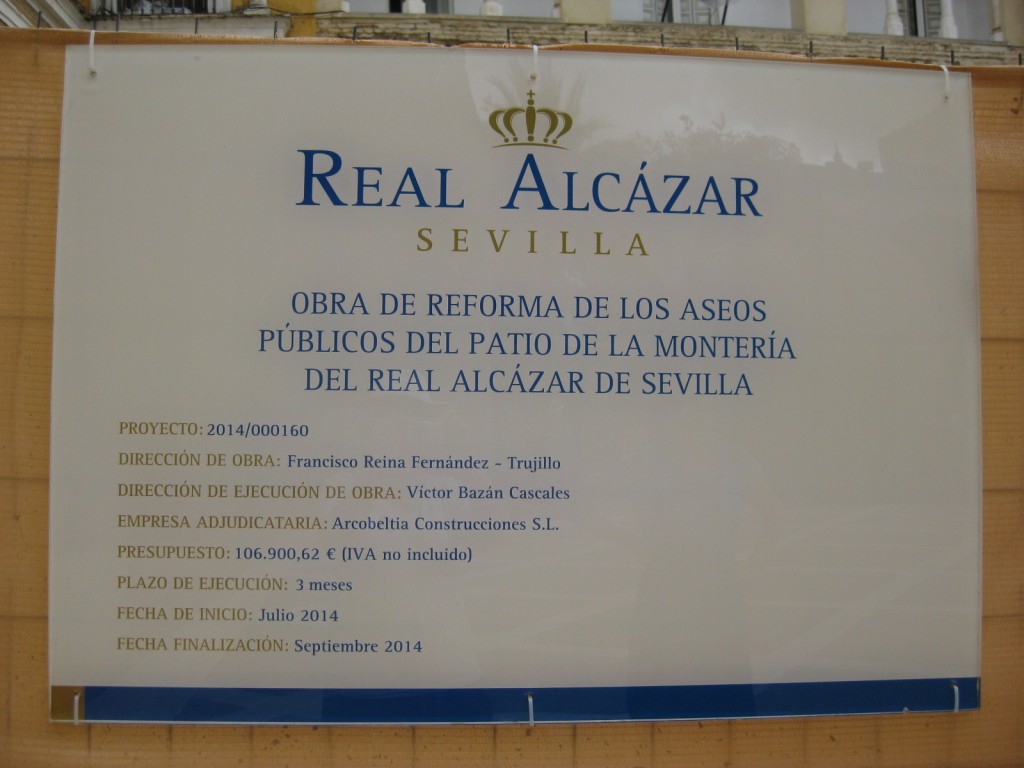 REAL ALCÁZAR
SEVILLA
OBRA DE REFORMA DE LOS ASEOS
PÚBLICOS DEL PATIO DE LA MONTERÍA
DEL REAL ALCÁZAR DE SEVILLA
PROYECTO: 2014/000160
DIRECCIÓN DE OBRA: Francisco Reina Fernández - Trujillo
DIRECCIÓN DE EJECUCIÓN DE OBRA: Víctor Bazán Cascales
EMPRESA ADJUDICATARIA: Arcobeltia Construcciones S.L.
PRESUPUESTO: 106.900,62 € (IVA no incluido)
PLAZO DE EJECUCIÓN: 3 meses
FECHA DE INICIO: Julio 2014
FECHA FINALIZACIÓN: Septiembre 2014